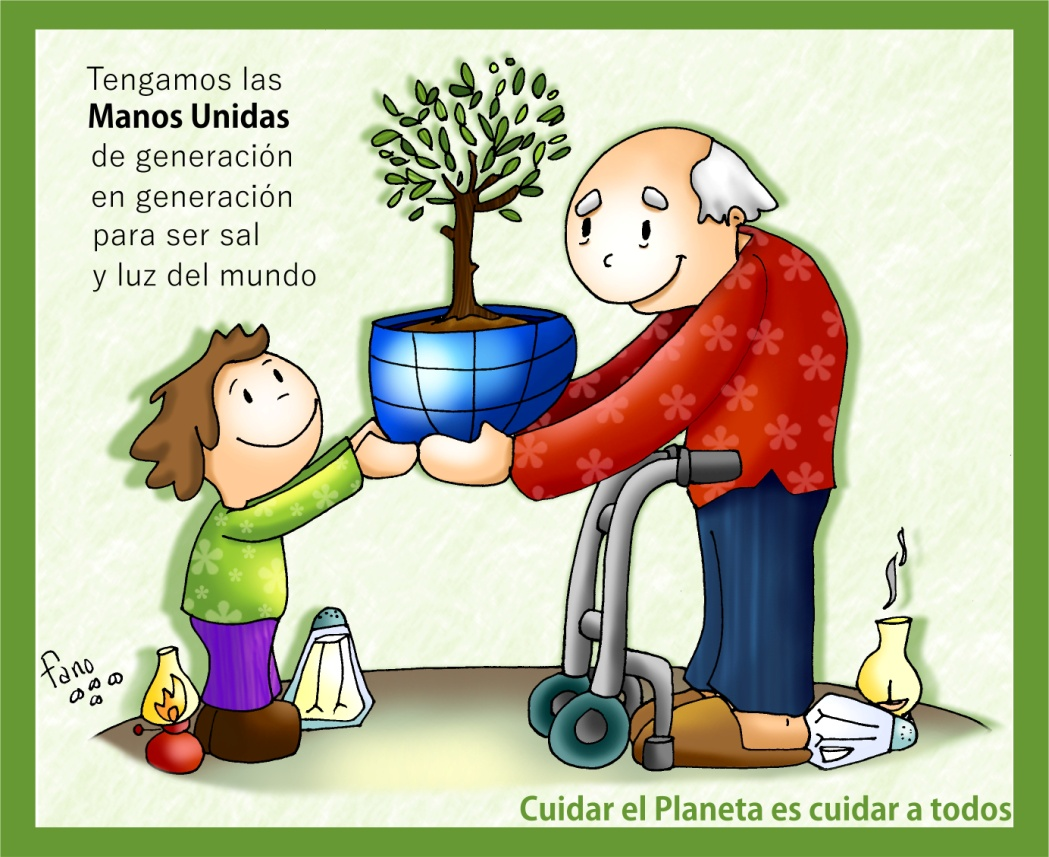 Tengamos las
Manos Unidas
de generación
en generación
para ser sal
y luz del mundo
fano
Cuidar el Planeta es cuidar a todos